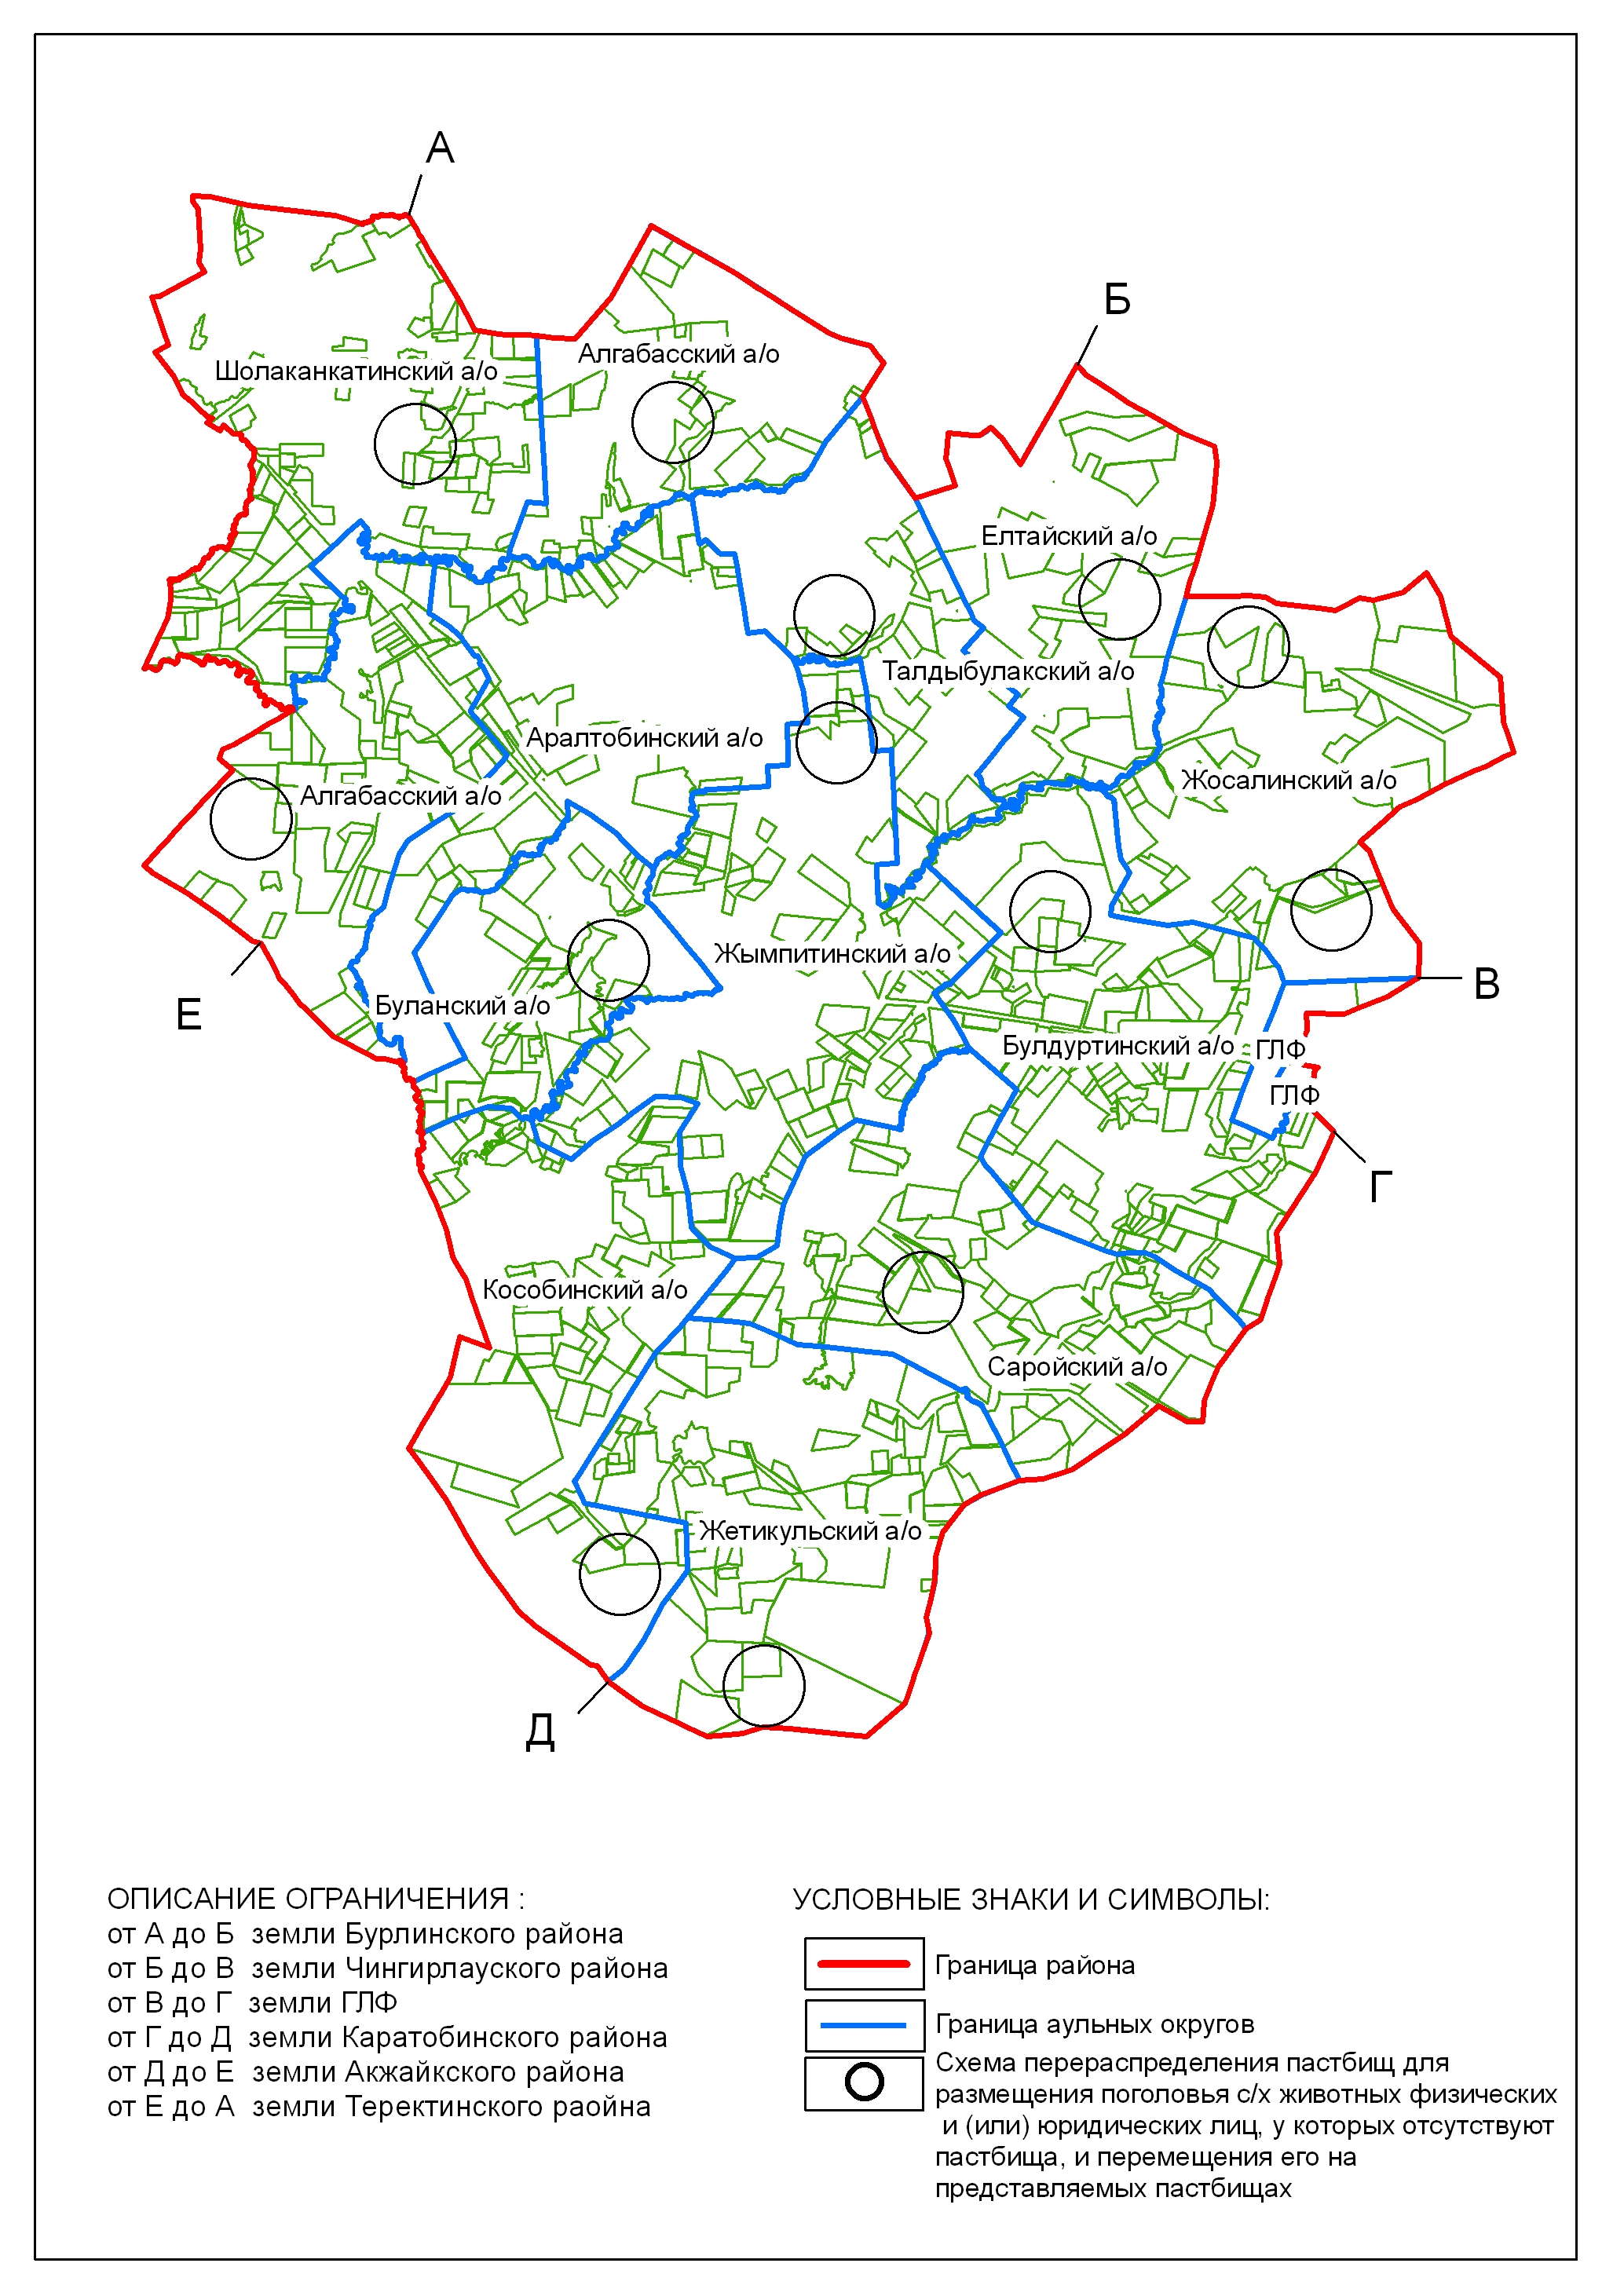 А
Б
Алгабасский а/о
Шолаканкатинский а/о
Елтайский а/о
Талдыбулакский а/о
Аралтобинский а/о
Жосалинский а/о
Алгабасский а/о
Жымпитинский а/о
В
Буланский а/о
Е
Булдуртинский а/о
ГЛФ
ГЛФ
Г
Кособинский а/о
Саройский а/о
Жетикульский а/о
Д
ОПИСАНИЕ ОГРАНИЧЕНИЯ :
от А до Б земли Бурлинского района
от Б до В земли Чингирлауского района
от В до Г земли ГЛФ
от Г до Д земли Каратобинского района
от Д до Е земли Акжайкского района
от Е до А земли Теректинского раойна
УСЛОВНЫЕ ЗНАКИ И СИМВОЛЫ:
Граница района
Граница аульных округов
Схема перераспределения пастбищ для
размещения поголовья с/х животных физических
и (или) юридических лиц, у которых отсутствуют
пастбища, и перемещения его на
представляемых пастбищах